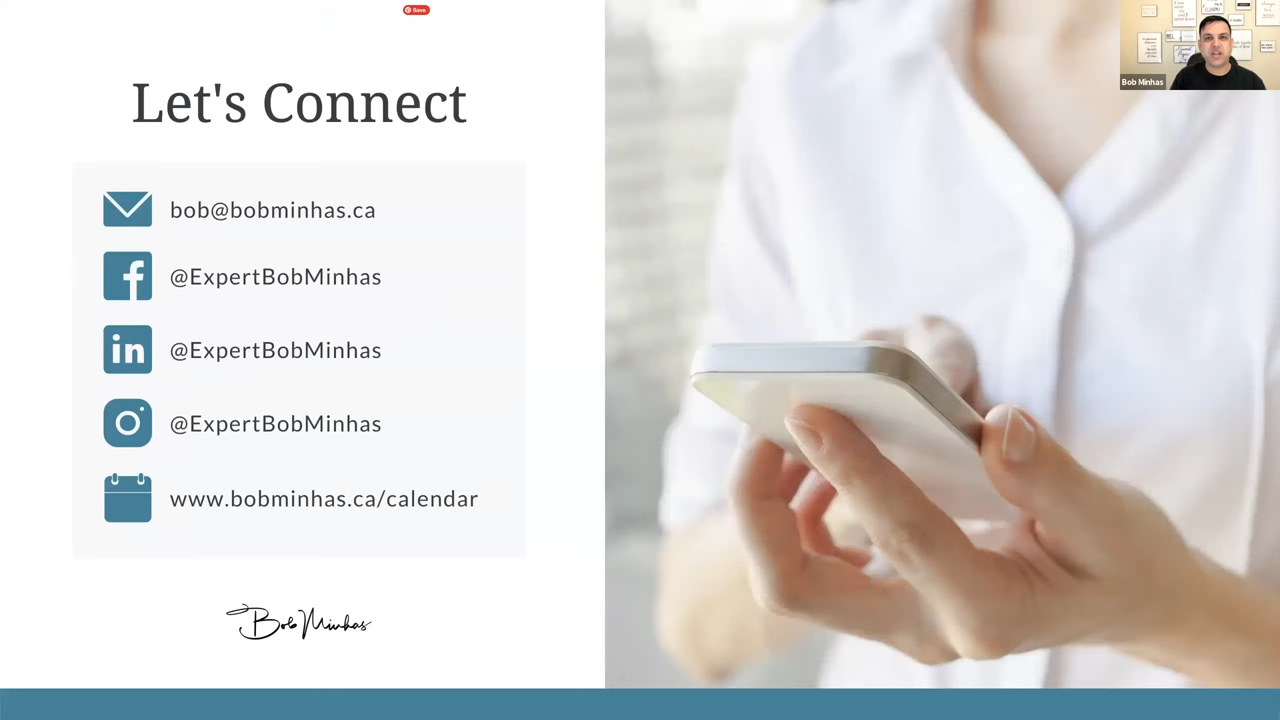 Save
Let's Connect
bob@bobminhas.ca
@ExpertBobMinhas
@ExpertBobMinhas
@ExpertBobMinhas
www.bobminhas.ca/calendar
Bob Minhas
Bob Minhas